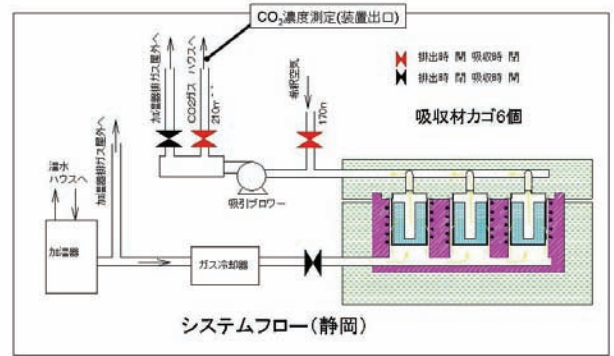 CO₂濃度測定(装置出口)
加温器排ガス屋外へ
CO2ガス ハウスへ
210m
希釈空気
170m
排出時 開 吸収時 閉
排出時 閉 吸収時 開
吸収材カゴ6個
温水
ハウスへ
加温器排ガス屋外へ
吸引ブロワー
加温器
ガス冷却器
システムフロー(静岡)